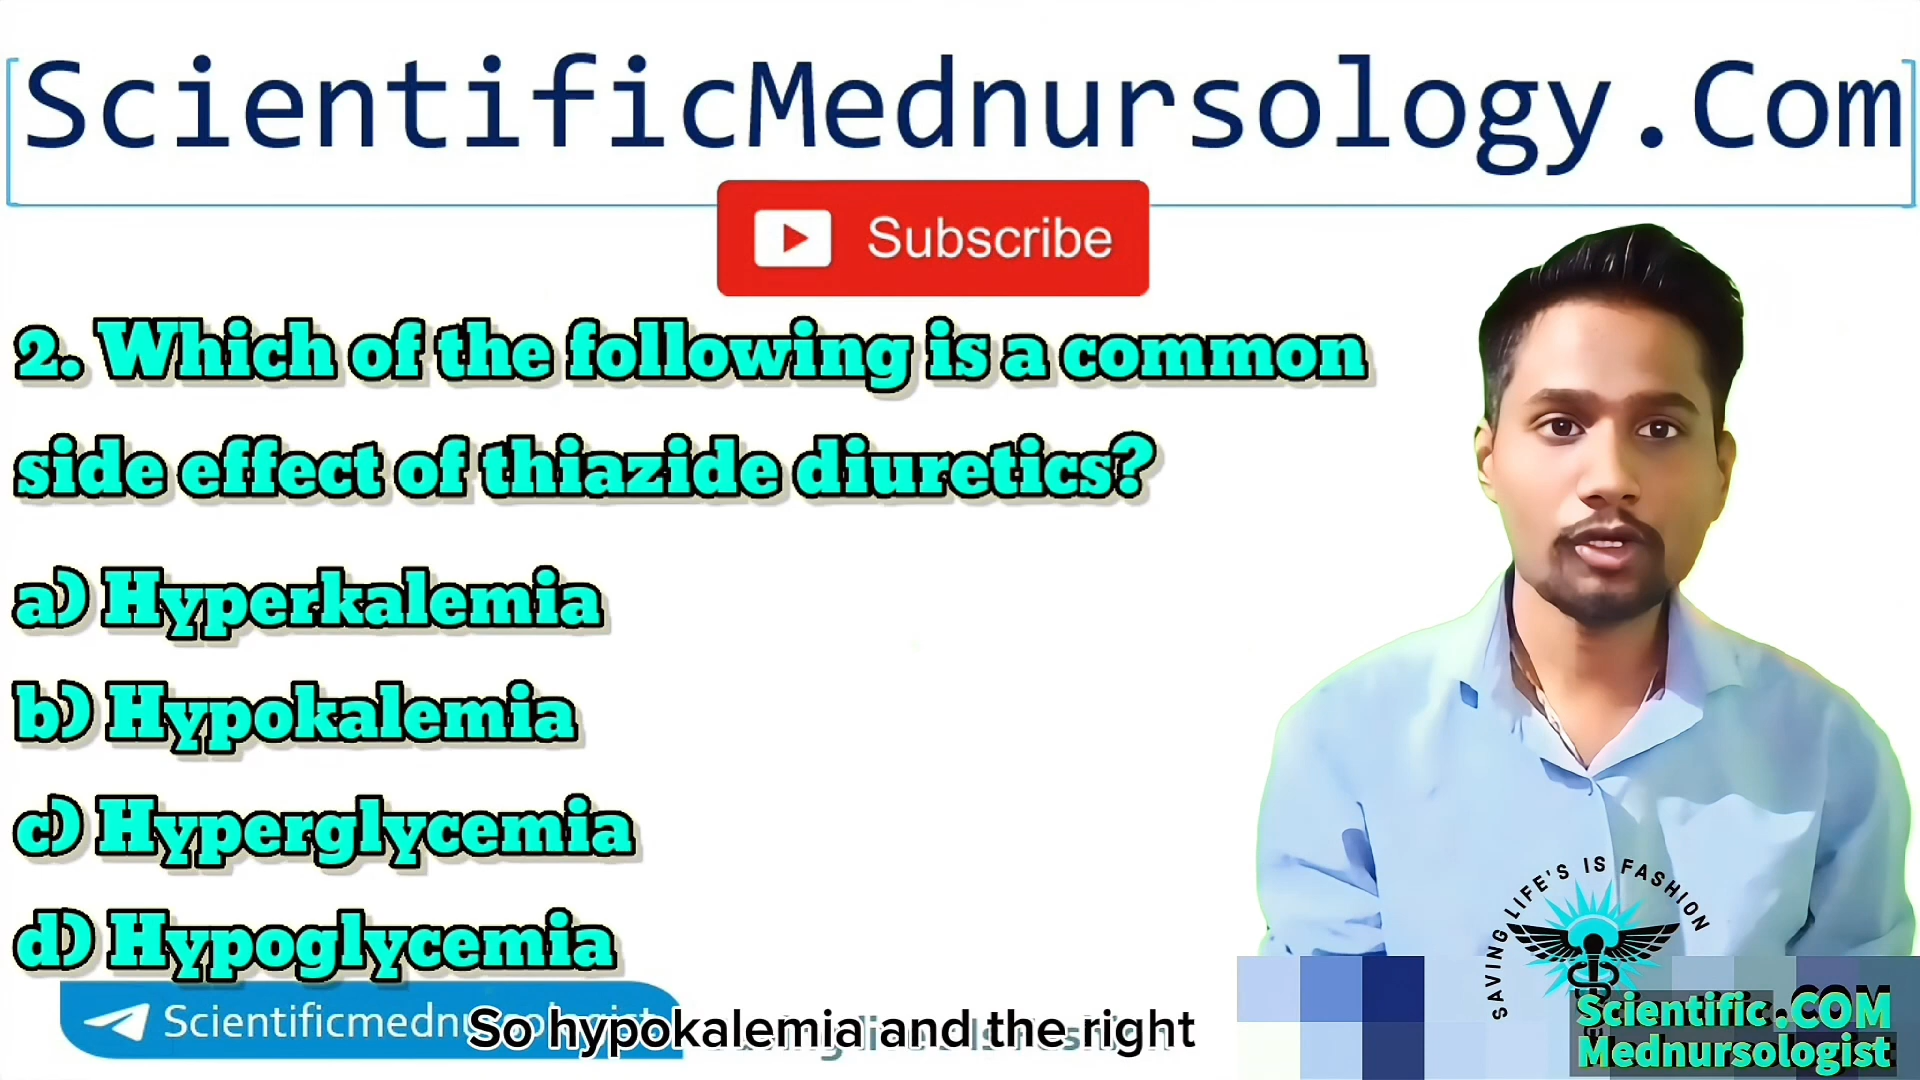 ScientificMednursology.Com
Subscribe
2. Which of the following is a common
side effect of thiazide diuretics?
a) Hyperkalemia
b) Hypokalemia
c) Hyperglycemia
d) Hypoglycemia
So hypokalemia and the right
SAVING LIFE'S IS FASHION
Scientific.COM
Mednursologist